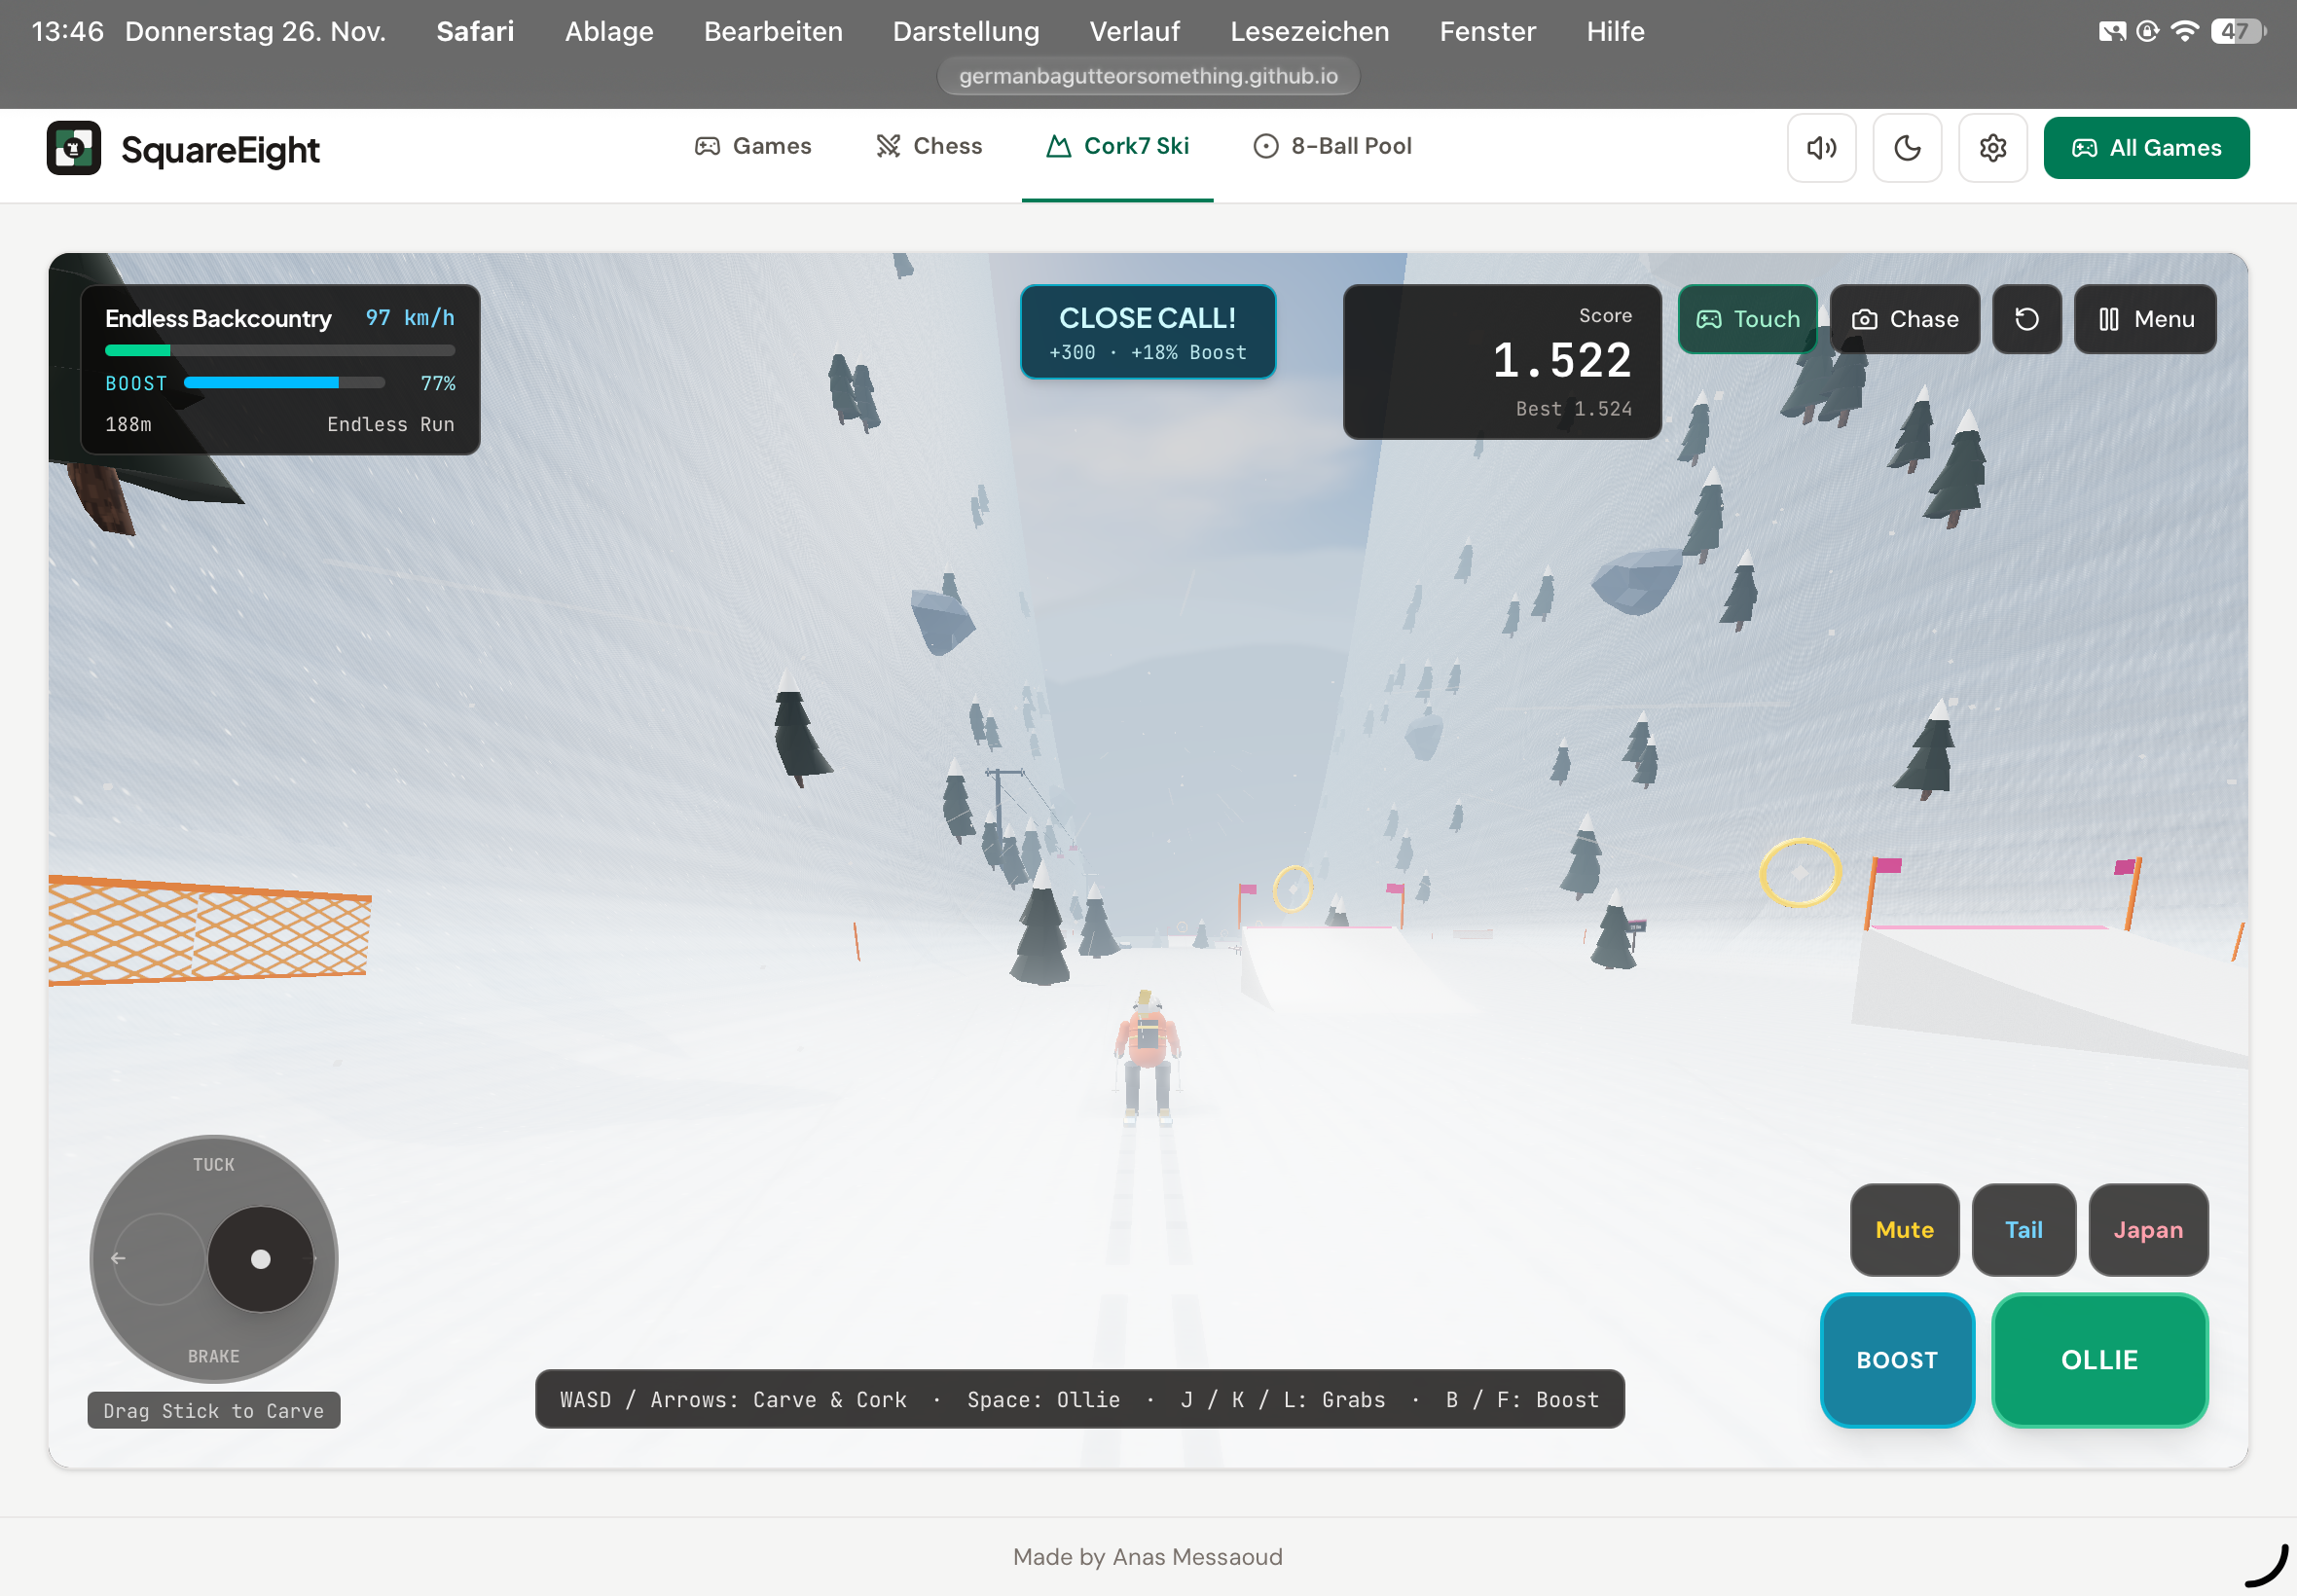 13:46 Donnerstag 26. Nov. Safari Ablage Bearbeiten Darstellung Verlauf Lesezeichen Fenster Hilfe 47
germanbagutteorsomething.github.io
SquareEight Games Chess Cork7 Ski 8-Ball Pool All Games
Endless Backcountry 97 km/h
BOOST 77%
188m Endless Run
CLOSE CALL!
+300 · +18% Boost
Score
1.522
Best 1.524
Touch Chase Menu
TUCK
←
BRAKE
Drag Stick to Carve
Mute Tail Japan
BOOST OLLIE
WASD / Arrows: Carve & Cork · Space: Ollie · J / K / L: Grabs · B / F: Boost
Made by Anas Messaoud